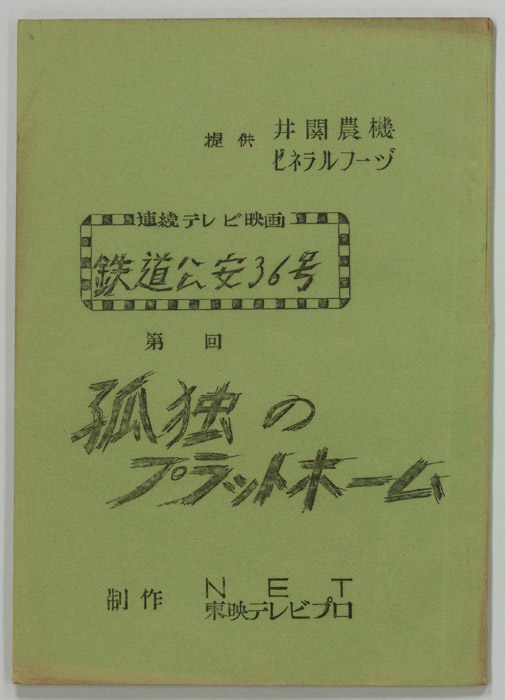 提供 井関農機
ゼネラルフーヅ
連続テレビ映画
鉄道公安36号
第 回
孤独の
プラットホーム
制作 NET
東映テレビプロ